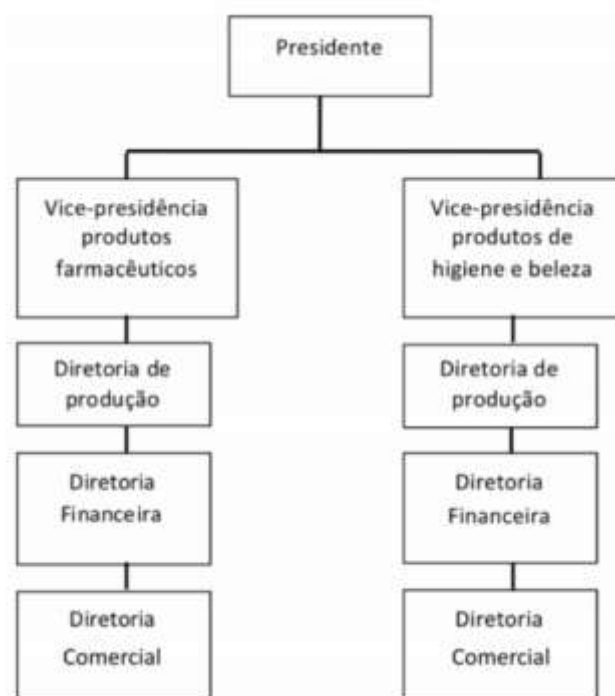 Presidente
Vice-presidência
produtos
farmacêuticos
Vice-presidência
produtos de
higiene e beleza
Diretoria de
produção
Diretoria de
produção
Diretoria
Financeira
Diretoria
Financeira
Diretoria
Comercial
Diretoria
Comercial